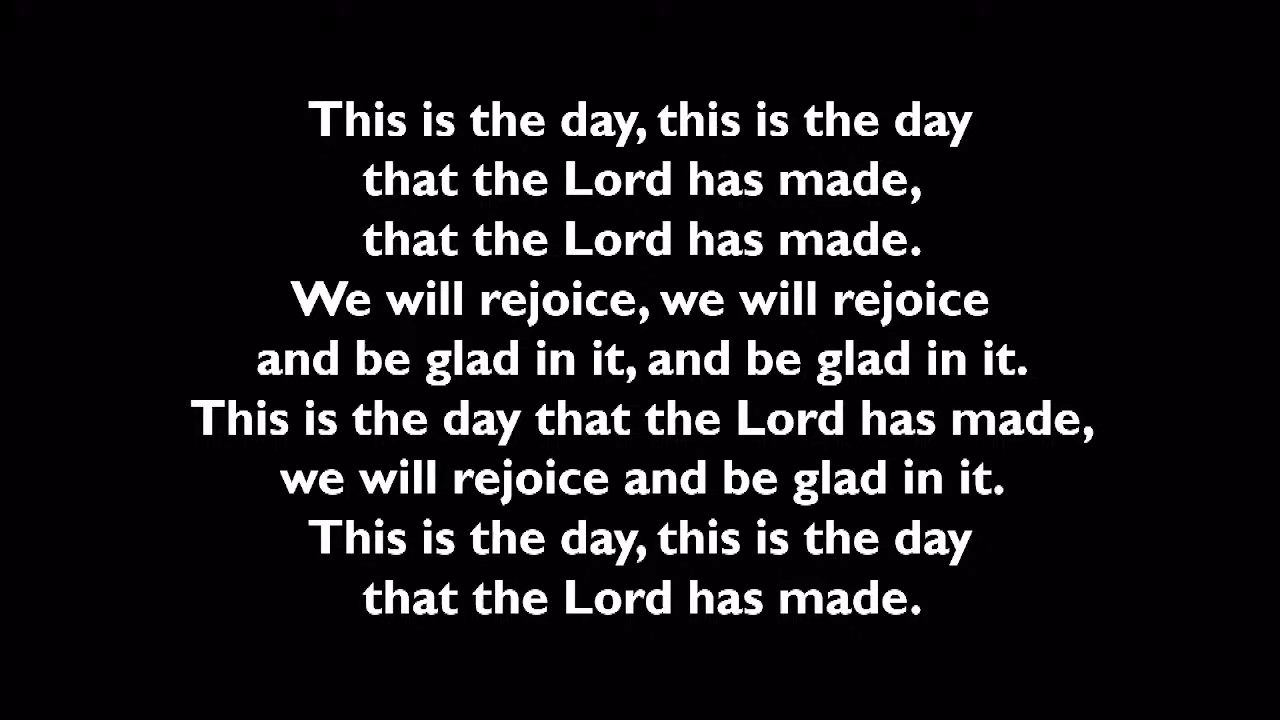 This is the day, this is the day
that the Lord has made,
that the Lord has made.
We will rejoice, we will rejoice
and be glad in it, and be glad in it.
This is the day that the Lord has made,
we will rejoice and be glad in it.
This is the day, this is the day
that the Lord has made.